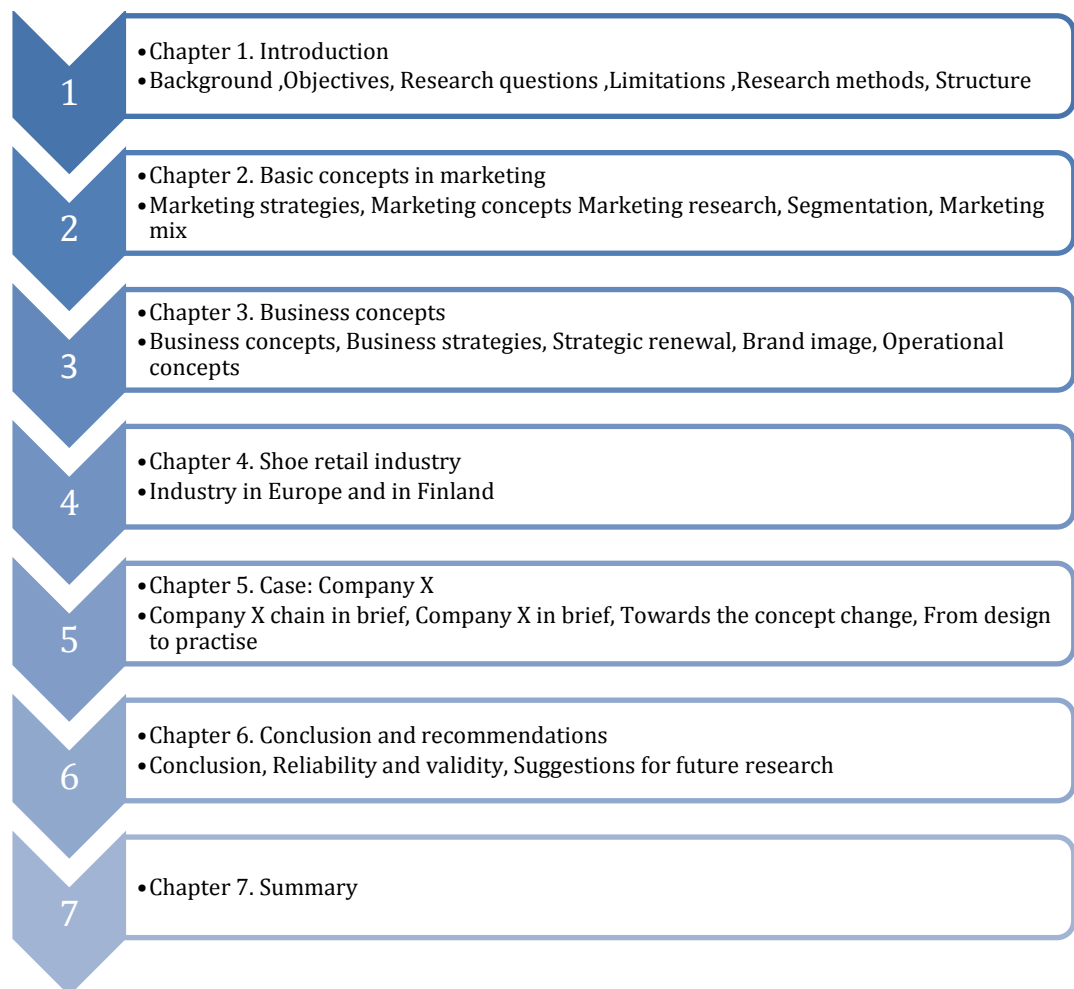 1
•Chapter 1. Introduction
•Background ,Objectives, Research questions ,Limitations ,Research methods, Structure
2
•Chapter 2. Basic concepts in marketing
•Marketing strategies, Marketing concepts Marketing research, Segmentation, Marketing
mix
3
•Chapter 3. Business concepts
•Business concepts, Business strategies, Strategic renewal, Brand image, Operational
concepts
4
•Chapter 4. Shoe retail industry
•Industry in Europe and in Finland
5
•Chapter 5. Case: Company X
•Company X chain in brief, Company X in brief, Towards the concept change, From design
to practise
6
•Chapter 6. Conclusion and recommendations
•Conclusion, Reliability and validity, Suggestions for future research
7
•Chapter 7. Summary